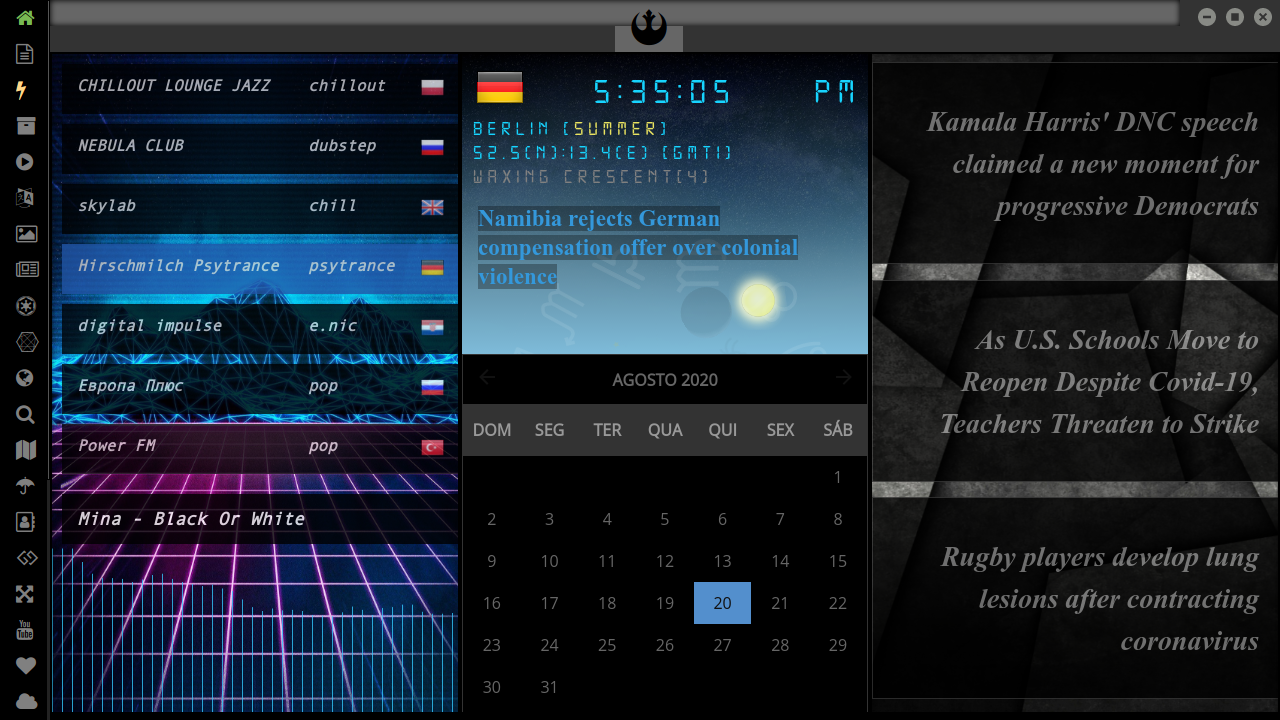 CHILLOUT LOUNGE JAZZ chillout
NEBULA CLUB dubstep
skylab chill
Hirschmilch Psytrance psytrance
digital impulse e.nic
Европа Плюс pop
Power FM pop
Mina - Black Or White
5:35:05 PM
BERLIN (SUMMER)
52.5(N):13.4(E) (GMT1)
WAXING CRESCENT(4)
Namibia rejects German
compensation offer over colonial
violence
AGOSTO 2020
DOM SEG TER QUA QUI SEX SÁB
1
2 3 4 5 6 7 8
9 10 11 12 13 14 15
16 17 18 19 20 21 22
23 24 25 26 27 28 29
30 31
Kamala Harris' DNC speech
claimed a new moment for
progressive Democrats
As U.S. Schools Move to
Reopen Despite Covid-19,
Teachers Threaten to Strike
Rugby players develop lung
lesions after contracting
coronavirus
You
Tube